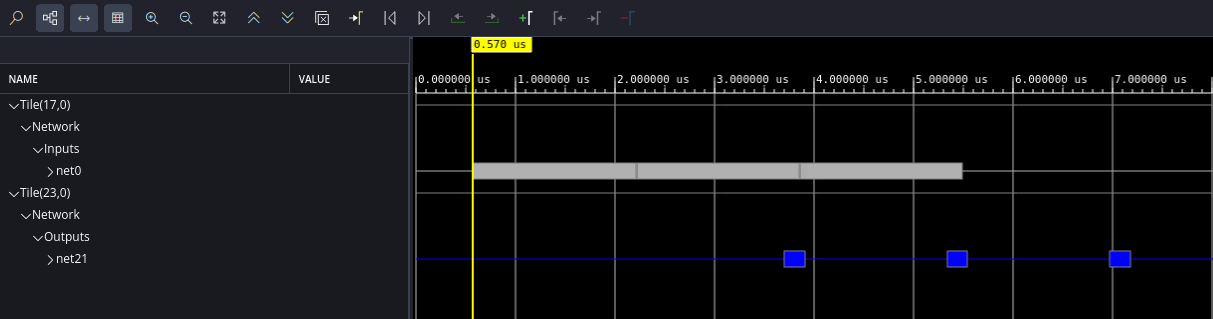 0.570 us
NAME VALUE 0.000000 us 1.000000 us 2.000000 us 3.000000 us 4.000000 us 5.000000 us 6.000000 us 7.000000 us
Tile(17,0)
Network
Inputs
net0
Tile(23,0)
Network
Outputs
net21